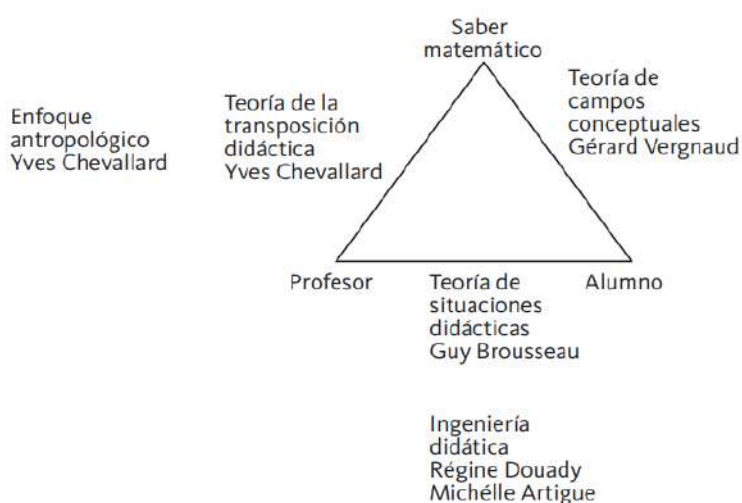 Saber
matemático
Enfoque
antropológico
Yves Chevallard
Teoría de la
transposición
didáctica
Yves Chevallard
Teoría de
campos
conceptuales
Gérard Vergnaud
Profesor
Teoría de
situaciones
didácticas
Guy Brousseau
Alumno
Ingeniería
didática
Régine Douady
Michélle Artigue